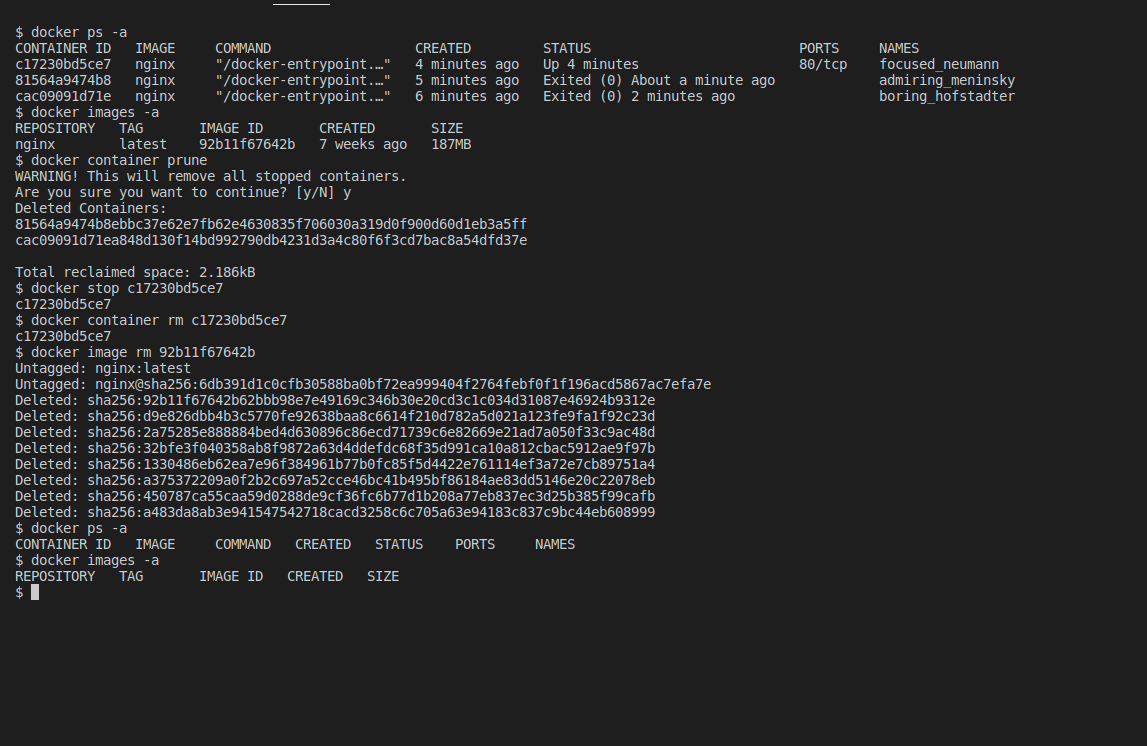 $ docker ps -a
CONTAINER ID   IMAGE     COMMAND                  CREATED         STATUS                          PORTS     NAMES
c17230bd5ce7   nginx     "/docker-entrypoint.…"   4 minutes ago   Up 4 minutes                    80/tcp    focused_neumann
81564a9474b8   nginx     "/docker-entrypoint.…"   5 minutes ago   Exited (0) About a minute ago             admiring_meninsky
cac09091d71e   nginx     "/docker-entrypoint.…"   6 minutes ago   Exited (0) 2 minutes ago                  boring_hofstadter
$ docker images -a
REPOSITORY   TAG       IMAGE ID       CREATED       SIZE
nginx        latest    92b11f67642b   7 weeks ago   187MB
$ docker container prune
WARNING! This will remove all stopped containers.
Are you sure you want to continue? [y/N] y
Deleted Containers:
81564a9474b8ebbc37e62e7fb62e4630835f706030a319d0f900d60d1eb3a5ff
cac09091d71ea848d130f14bd992790db4231d3a4c80f6f3cd7bac8a54dfd37e

Total reclaimed space: 2.186kB
$ docker stop c17230bd5ce7
c17230bd5ce7
$ docker container rm c17230bd5ce7
c17230bd5ce7
$ docker image rm 92b11f67642b
Untagged: nginx:latest
Untagged: nginx@sha256:6db391d1c0cfb30588ba0bf72ea999404f2764febf0f1f196acd5867ac7efa7e
Deleted: sha256:92b11f67642b62bbb98e7e49169c346b30e20cd3c1c034d31087e46924b9312e
Deleted: sha256:d9e826dbb4b3c5770fe92638baa8c6614f210d782a5d021a123fe9fa1f92c23d
Deleted: sha256:2a75285e888884bed4d630896c86ecd71739c6e82669e21ad7a050f33c9ac48d
Deleted: sha256:32bfe3f040358ab8f9872a63d4ddefdc68f35d991ca10a812cbac5912ae9f97b
Deleted: sha256:1330486eb62ea7e96f384961b77b0fc85f5d4422e761114ef3a72e7cb89751a4
Deleted: sha256:a375372209a0f2b2c697a52cce46bc41b495bf86184ae83dd5146e20c22078eb
Deleted: sha256:450787ca55caa59d0288de9cf36fc6b77d1b208a77eb837ec3d25b385f99cafb
Deleted: sha256:a483da8ab3e941547542718cacd3258c6c705a63e94183c837c9bc44eb608999
$ docker ps -a
CONTAINER ID   IMAGE     COMMAND   CREATED   STATUS    PORTS     NAMES
$ docker images -a
REPOSITORY   TAG       IMAGE ID   CREATED   SIZE
$